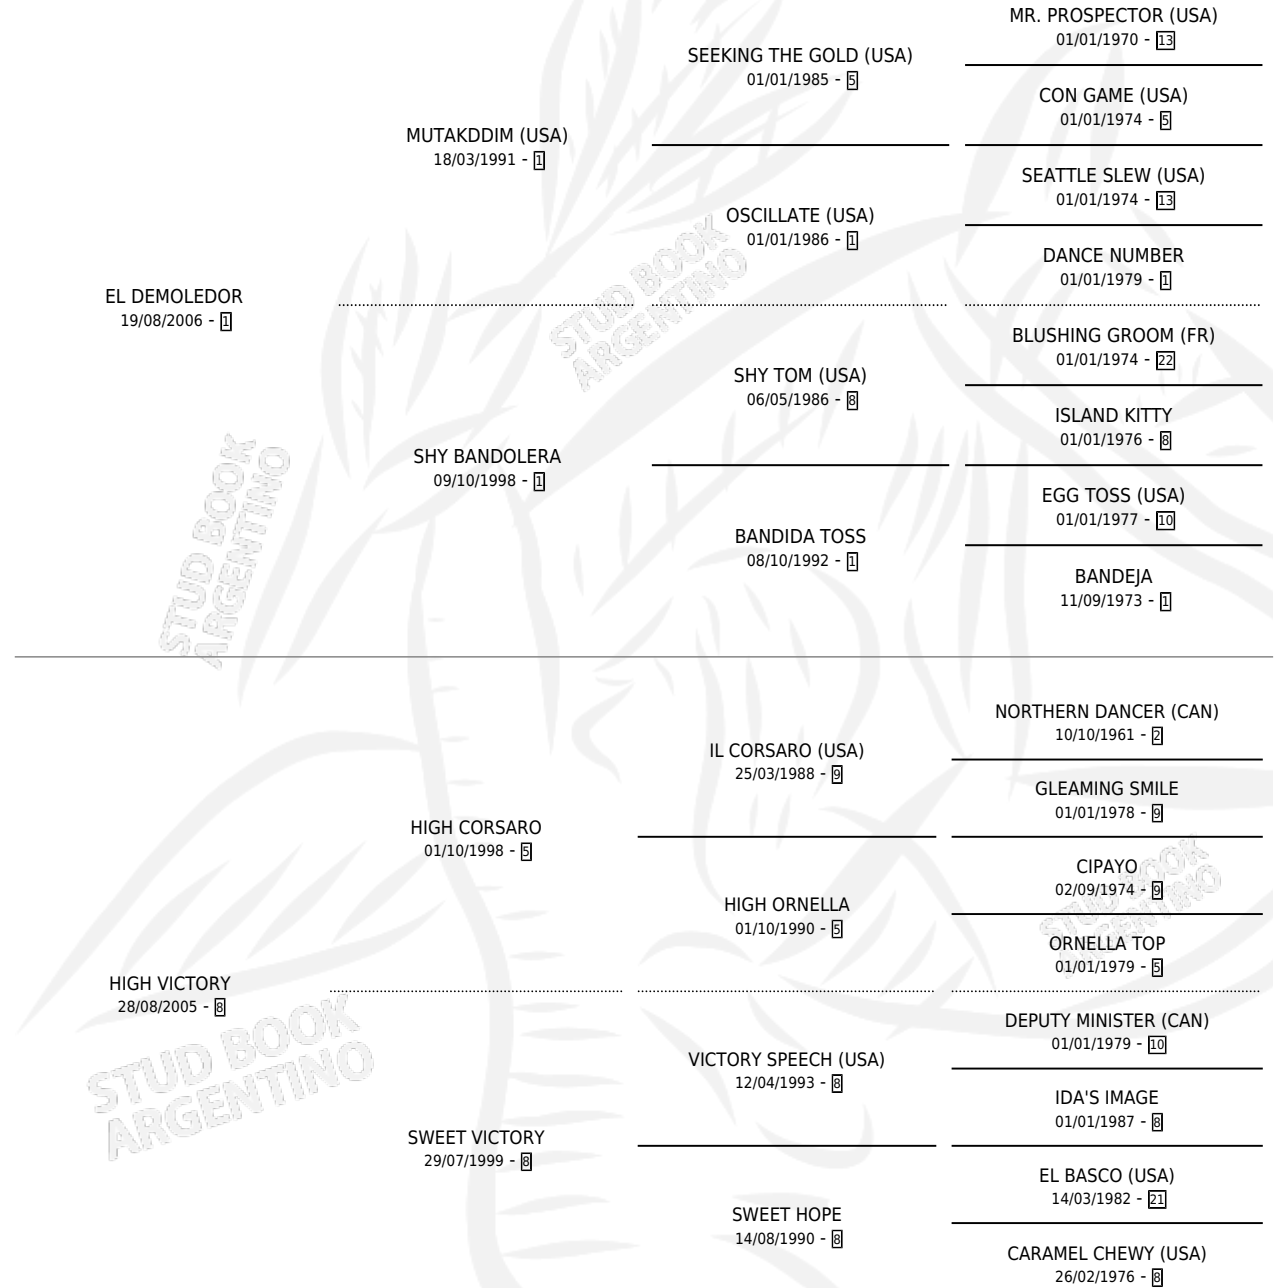 MR. PROSPECTOR (USA)
01/01/1970 - 13
SEEKING THE GOLD (USA)
01/01/1985 - 5
CON GAME (USA)
01/01/1974 - 5
MUTAKDDIM (USA)
18/03/1991 - 1
SEATTLE SLEW (USA)
01/01/1974 - 13
OSCILLATE (USA)
01/01/1986 - 1
DANCE NUMBER
01/01/1979 - 1
STUD BOOK
ARGENTINO
EL DEMOLEDOR
19/08/2006 - 1
BLUSHING GROOM (FR)
01/01/1974 - 22
SHY TOM (USA)
06/05/1986 - 8
ISLAND KITTY
01/01/1976 - 8
SHY BANDOLERA
09/10/1998 - 1
EGG TOSS (USA)
01/01/1977 - 10
BANDIDA TOSS
08/10/1992 - 1
BANDEJA
11/09/1973 - 1
STUD BOOK
ARGENTINO
NORTHERN DANCER (CAN)
10/10/1961 - 2
IL CORSARO (USA)
25/03/1988 - 9
GLEAMING SMILE
01/01/1978 - 9
HIGH CORSARO
01/10/1998 - 5
CIPAYO
02/09/1974 - 9
HIGH ORNELLA
01/10/1990 - 5
ORNELLA TOP
01/01/1979 - 5
STUD BOOK
ARGENTINO
HIGH VICTORY
28/08/2005 - 8
DEPUTY MINISTER (CAN)
01/01/1979 - 10
VICTORY SPEECH (USA)
12/04/1993 - 8
IDA'S IMAGE
01/01/1987 - 8
STUD BOOK
ARGENTINO
SWEET VICTORY
29/07/1999 - 8
EL BASCO (USA)
14/03/1982 - 21
SWEET HOPE
14/08/1990 - 8
CARAMEL CHEWY (USA)
26/02/1976 - 8